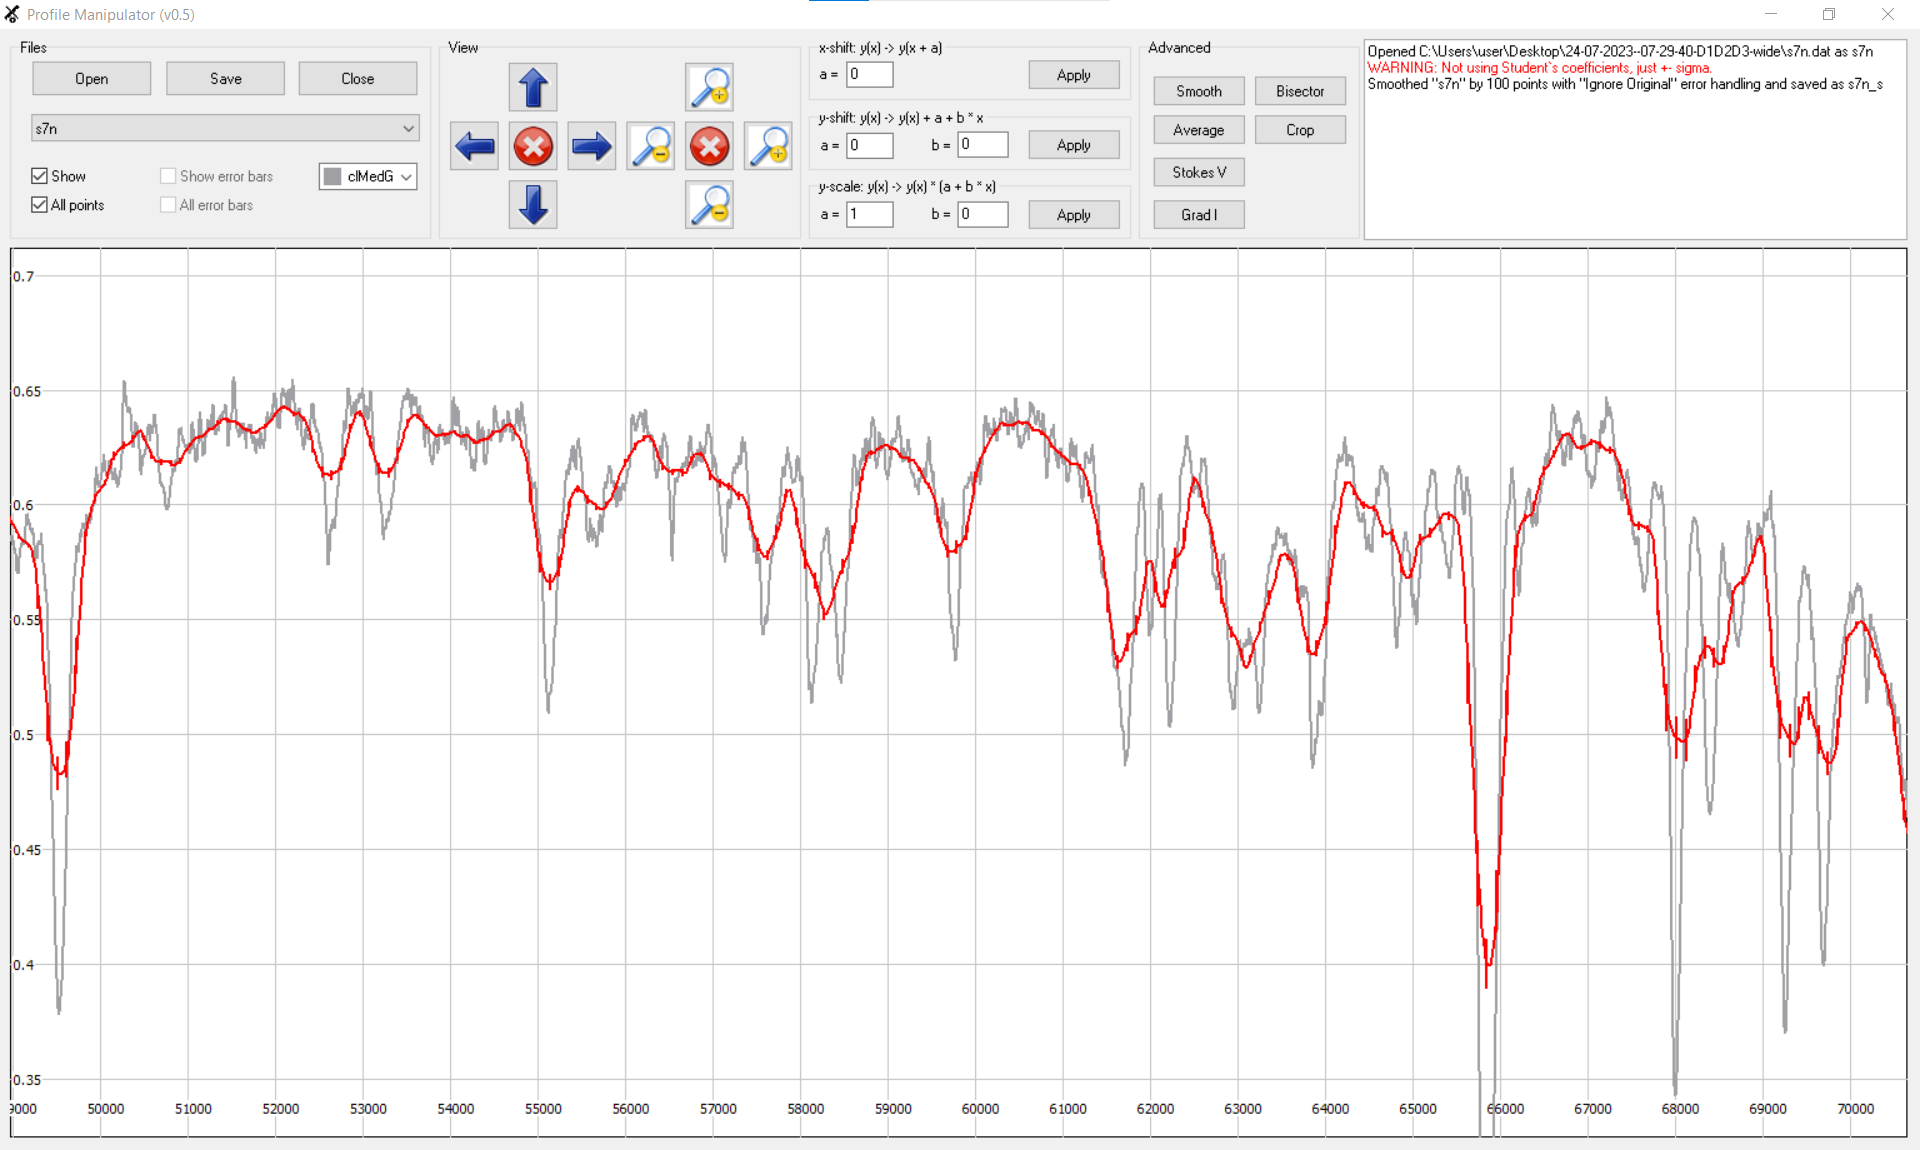 Profile Manipulator (v0.5)
Files
Open Save Close
s7n
Show Show error bars clMedG
All points All error bars
View
x-shift: y(x) -> y(x + a)
a = 0 Apply
y-shift: y(x) -> y(x) + a + b * x
a = 0 b = 0 Apply
y-scale: y(x) -> y(x) * (a + b * x)
a = 1 b = 0 Apply
Advanced
Smooth Bisector
Average Crop
Stokes V
Grad I
Opened C:\Users\user\Desktop\24-07-2023--07-29-40-D1D2D3-wide\s7n.dat as s7n
WARNING: Not using Student`s coefficients, just +- sigma.
Smoothed "s7n" by 100 points with "Ignore Original" error handling and saved as s7n_s
0.7
0.65
0.6
0.55
0.5
0.45
0.4
0.35
9000 50000 51000 52000 53000 54000 55000 56000 57000 58000 59000 60000 61000 62000 63000 64000 65000 66000 67000 68000 69000 70000